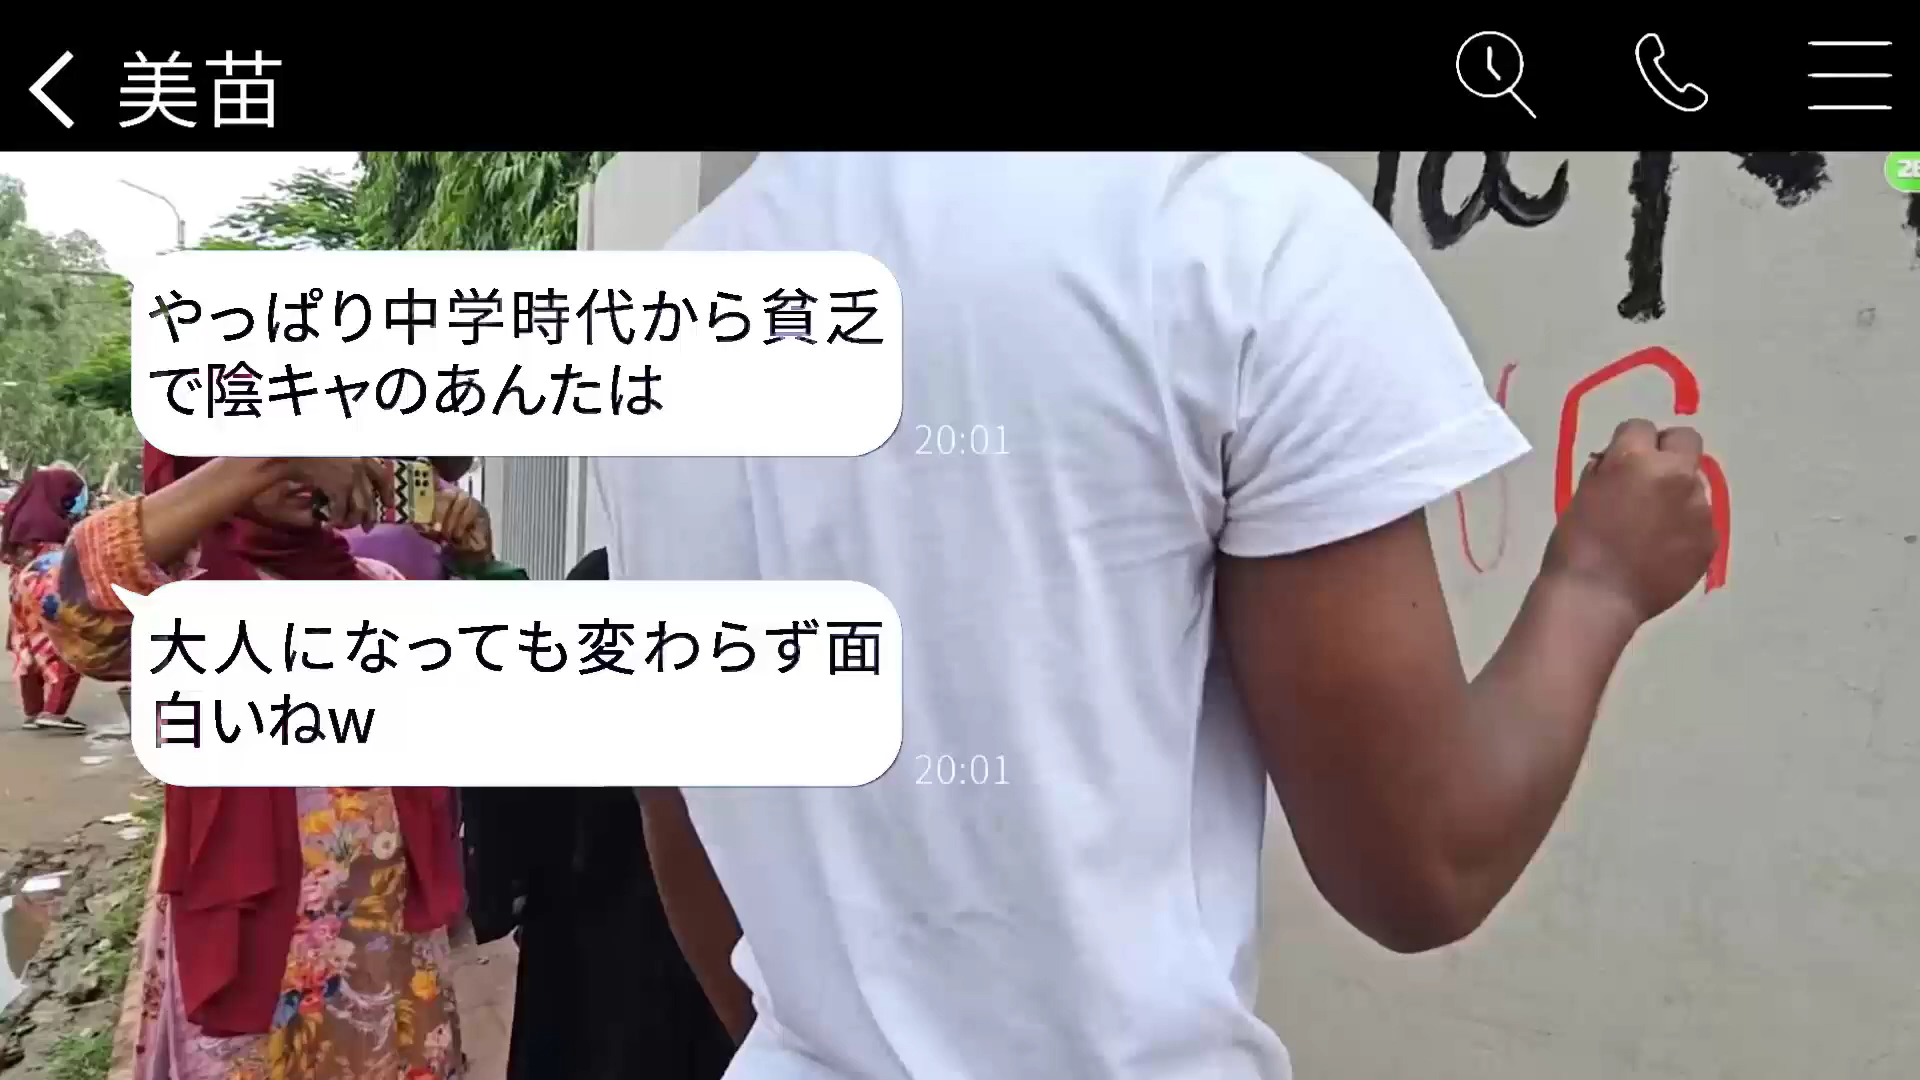 美苗
やっぱり中学時代から貧乏
で陰キャのあんたは
20:01
大人になっても変わらず面
白いねw
20:01